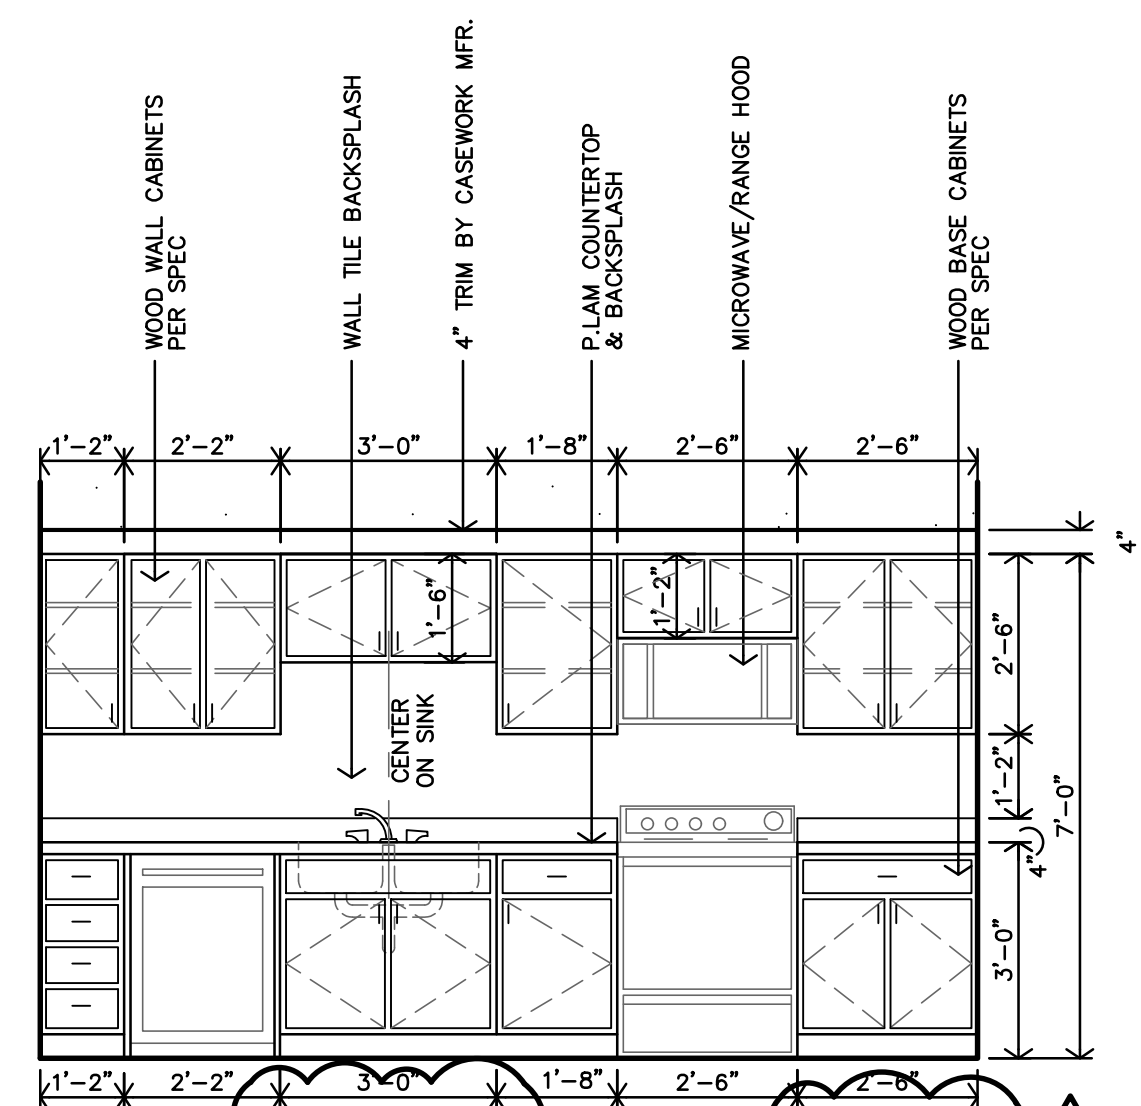 WOOD WALL CABINETS
PER SPEC
WALL TILE BACKSPLASH
4" TRIM BY CASEWORK MFR.
P.LAM COUNTERTOP
& BACKSPLASH
MICROWAVE/RANGE HOOD
WOOD BASE CABINETS
PER SPEC
1'-2"
2'-2"
3'-0"
1'-8"
2'-6"
2'-6"
4"
1'-6"
1'-2"
2'-6"
CENTER
ON SINK
1'-2"
7'-0"
4"
3'-0"
1'-2"
2'-2"
3'-0"
1'-8"
2'-6"
2'-6"